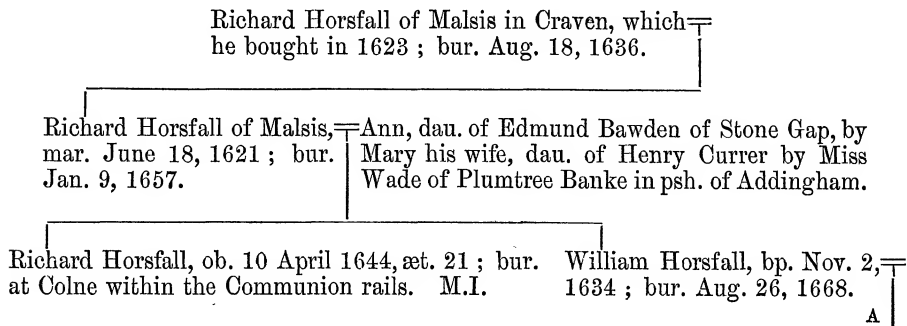 Richard Horsfall of Malsis in Craven, which
he bought in 1623 ; bur. Aug. 18, 1636.
Richard Horsfall of Malsis,
mar. June 18, 1621 ; bur.
Jan. 9, 1657.
Ann, dau. of Edmund Bawden of Stone Gap, by
Mary his wife, dau. of Henry Currer by Miss
Wade of Plumtree Banke in psh. of Addingham.
Richard Horsfall, ob. 10 April 1644, æt. 21 ; bur.
at Colne within the Communion rails. M.I.
William Horsfall, bp. Nov. 2,
1634 ; bur. Aug. 26, 1668.
A